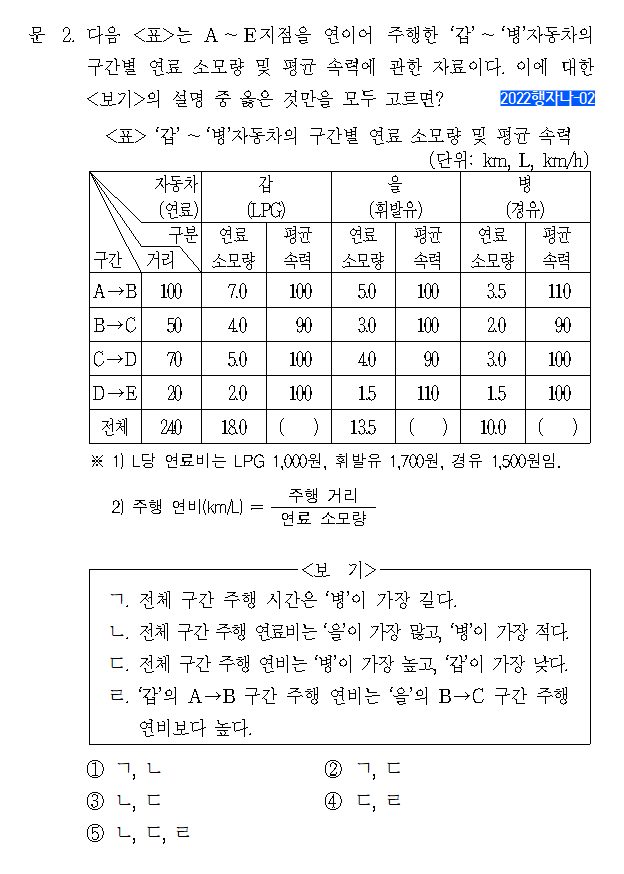 문 2. 다음 <표>는 A~E지점을 연이어 주행한 '갑'~'병'자동차의
구간별 연료 소모량 및 평균 속력에 관한 자료이다. 이에 대한
<보기>의 설명 중 옳은 것만을 모두 고르면? 2022행자나-02
<표> '갑'~'병'자동차의 구간별 연료 소모량 및 평균 속력
(단위: km, L, km/h)
자동차 갑 을 병
(연료) (LPG) (휘발유) (경유)
구분 연료 평균 연료 평균 연료 평균
구간 거리 소모량 속력 소모량 속력 소모량 속력
A→B 100 7.0 100 5.0 100 3.5 110
B→C 50 4.0 90 3.0 100 2.0 90
C→D 70 5.0 100 4.0 90 3.0 100
D→E 20 2.0 100 1.5 110 1.5 100
전체 240 18.0 ( ) 13.5 ( ) 10.0 ( )
※ 1) L당 연료비는 LPG 1,000원, 휘발유 1,700원, 경유 1,500원임.
2) 주행 연비(km/L) = 주행 거리
연료 소모량
<보 기>
ㄱ. 전체 구간 주행 시간은 '병'이 가장 길다.
ㄴ. 전체 구간 주행 연료비는 '을'이 가장 많고, '병'이 가장 적다.
ㄷ. 전체 구간 주행 연비는 '병'이 가장 높고, '갑'이 가장 낮다.
ㄹ. '갑'의 A→B 구간 주행 연비는 '을'의 B→C 구간 주행
연비보다 높다.
① ㄱ, ㄴ ② ㄱ, ㄷ
③ ㄴ, ㄷ ④ ㄷ, ㄹ
⑤ ㄴ, ㄷ, ㄹ